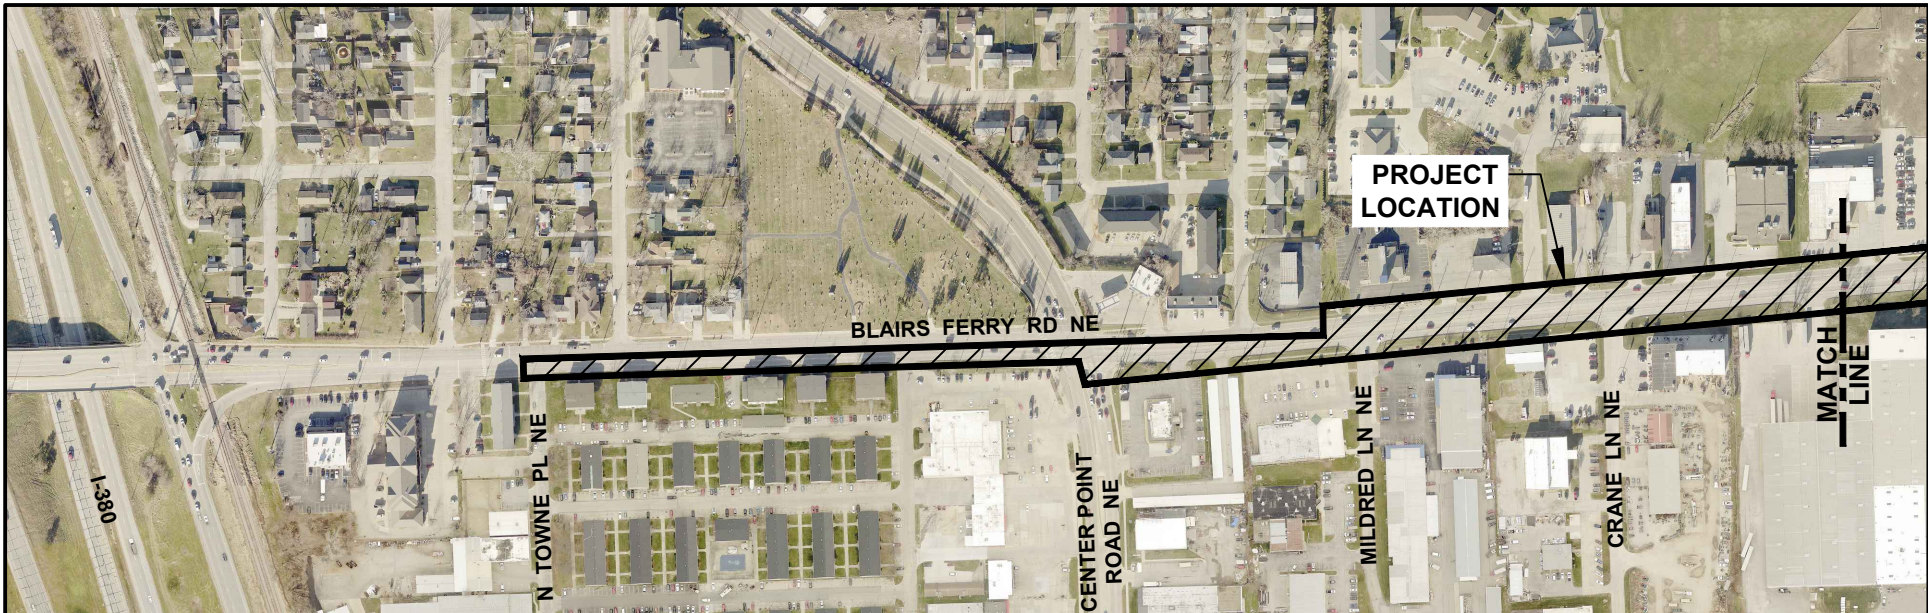 PROJECT
LOCATION
BLAIRS FERRY RD NE
MATCH
LINE
I-380
N TOWNE PL NE
CENTER POINT
ROAD NE
MILDRED LN NE
CRANE LN NE